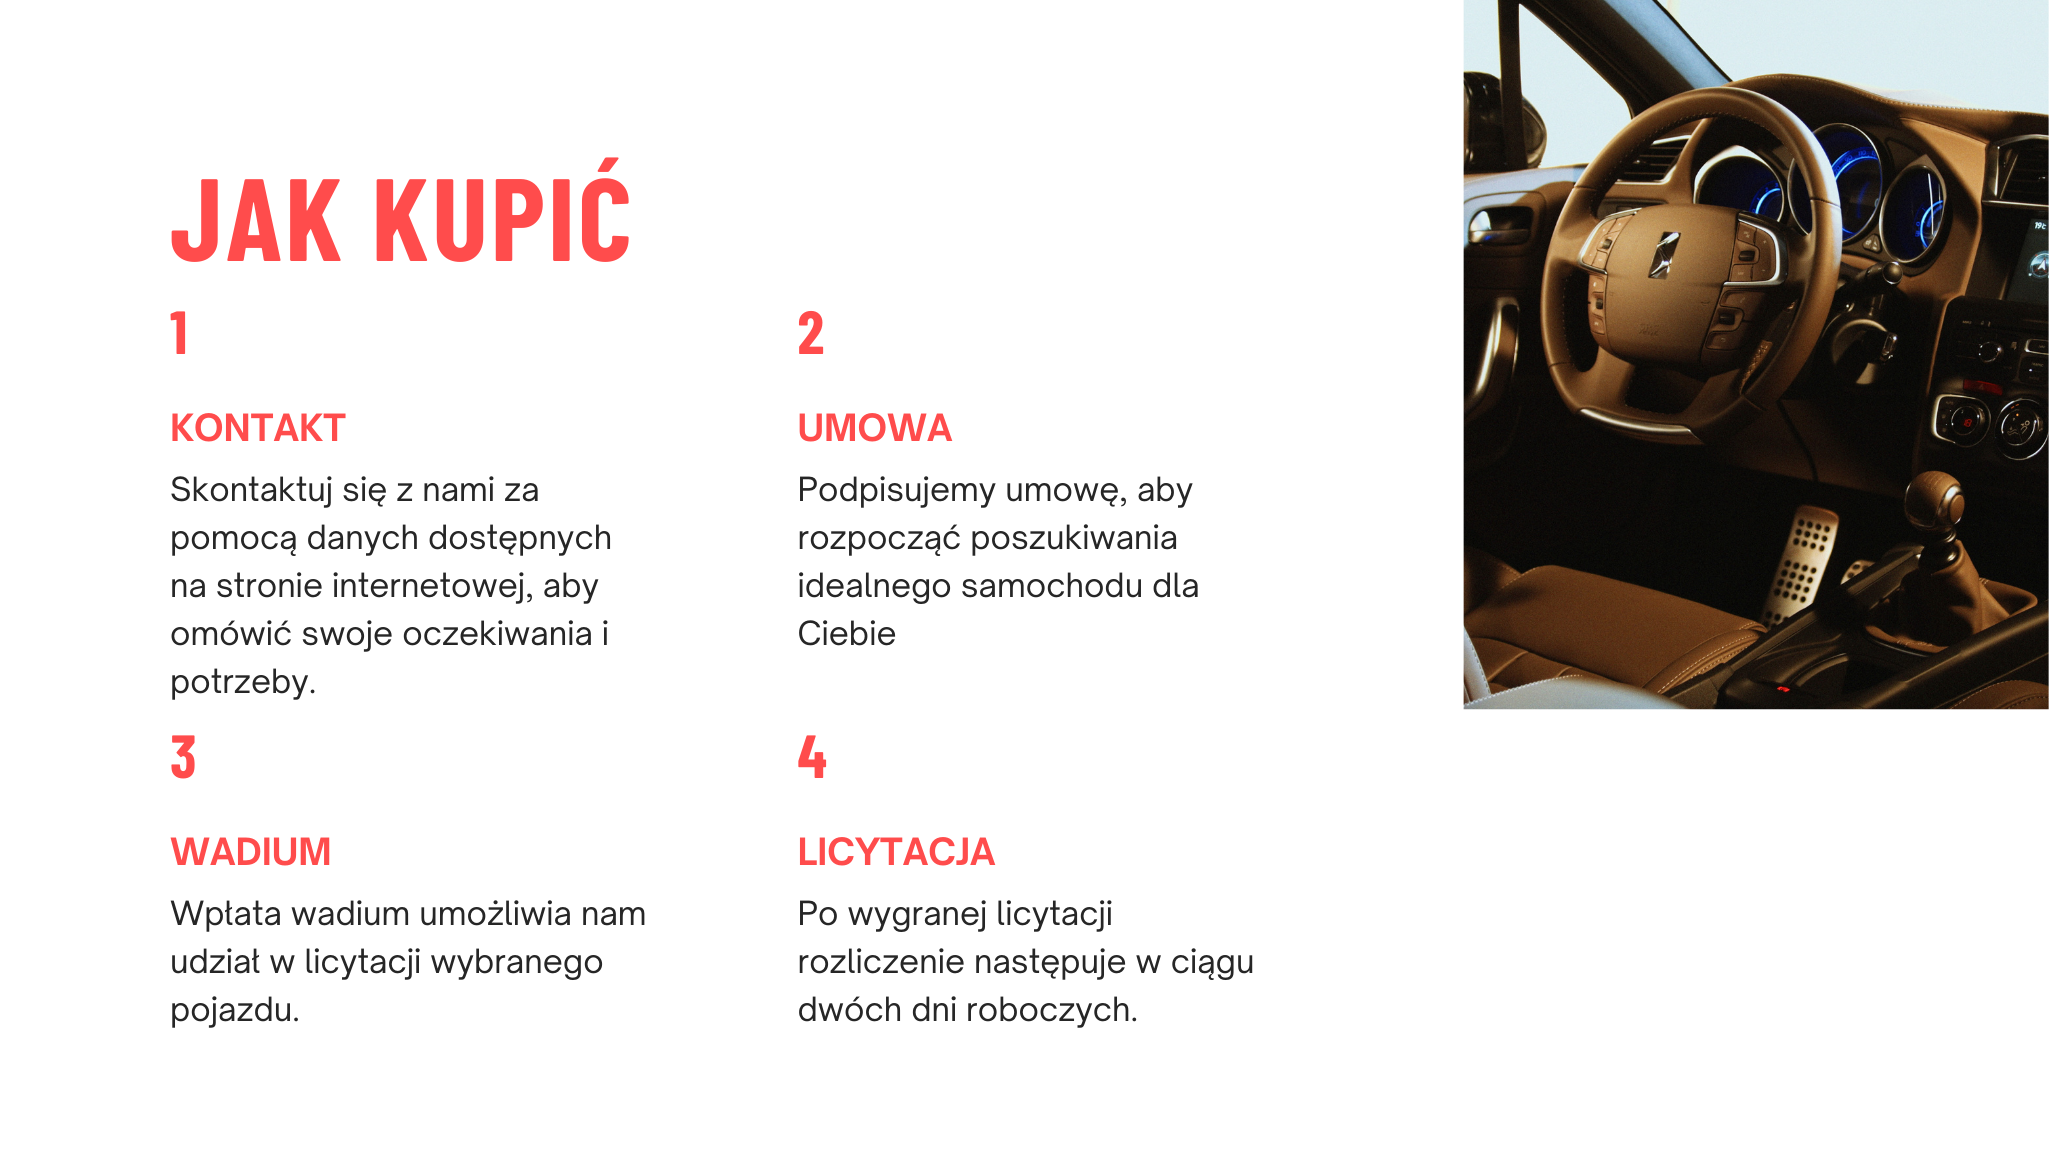 JAK KUPIĆ
1
KONTAKT
Skontaktuj się z nami za
pomocą danych dostępnych
na stronie internetowej, aby
omówić swoje oczekiwania i
potrzeby.
2
UMOWA
Podpisujemy umowę, aby
rozpocząć poszukiwania
idealnego samochodu dla
Ciebie
3
WADIUM
Wpłata wadium umożliwia nam
udział w licytacji wybranego
pojazdu.
4
LICYTACJA
Po wygranej licytacji
rozliczenie następuje w ciągu
dwóch dni roboczych.